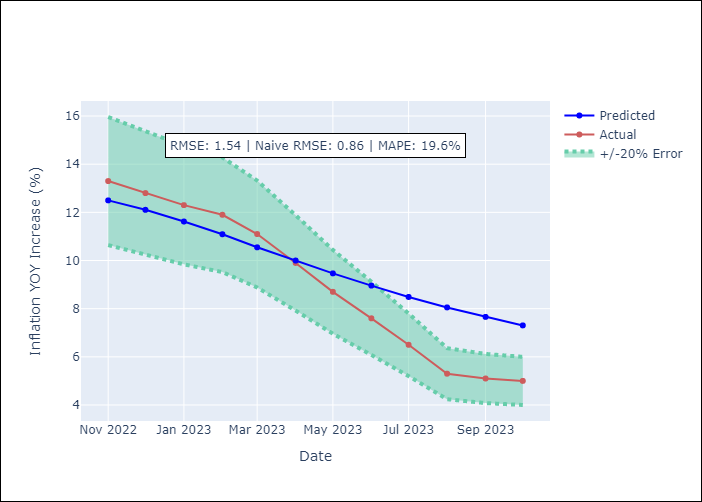 Predicted
Actual
+/-20% Error
RMSE: 1.54 | Naive RMSE: 0.86 | MAPE: 19.6%
Inflation YOY Increase (%)
16
14
12
10
8
6
4
Nov 2022 Jan 2023 Mar 2023 May 2023 Jul 2023 Sep 2023
Date